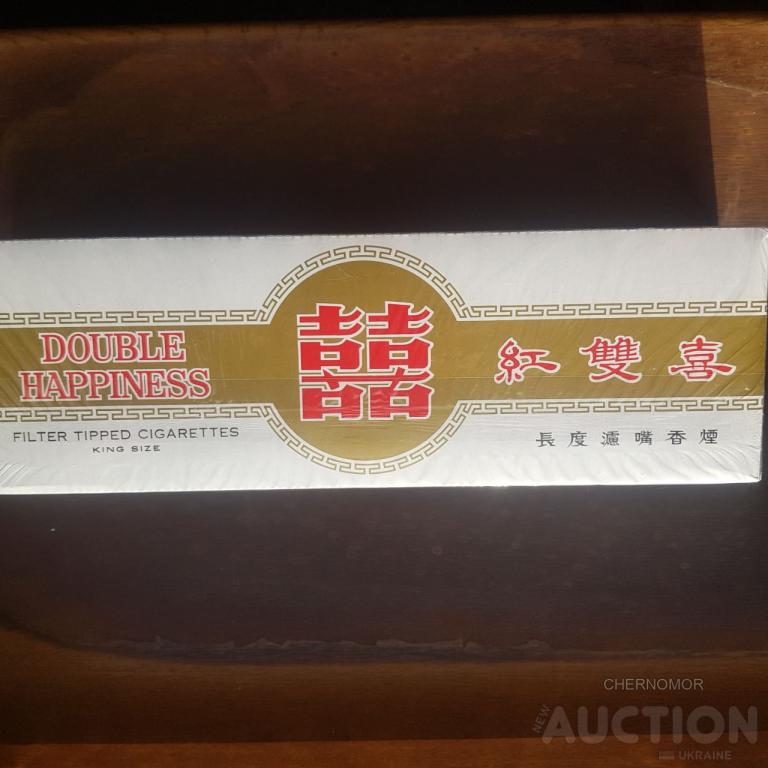 DOUBLE
HAPPINESS
FILTER TIPPED CIGARETTES
KING SIZE
囍
紅雙喜
長度濾嘴香煙
CHERNOMOR
NEW AUCTION
UKRAINE